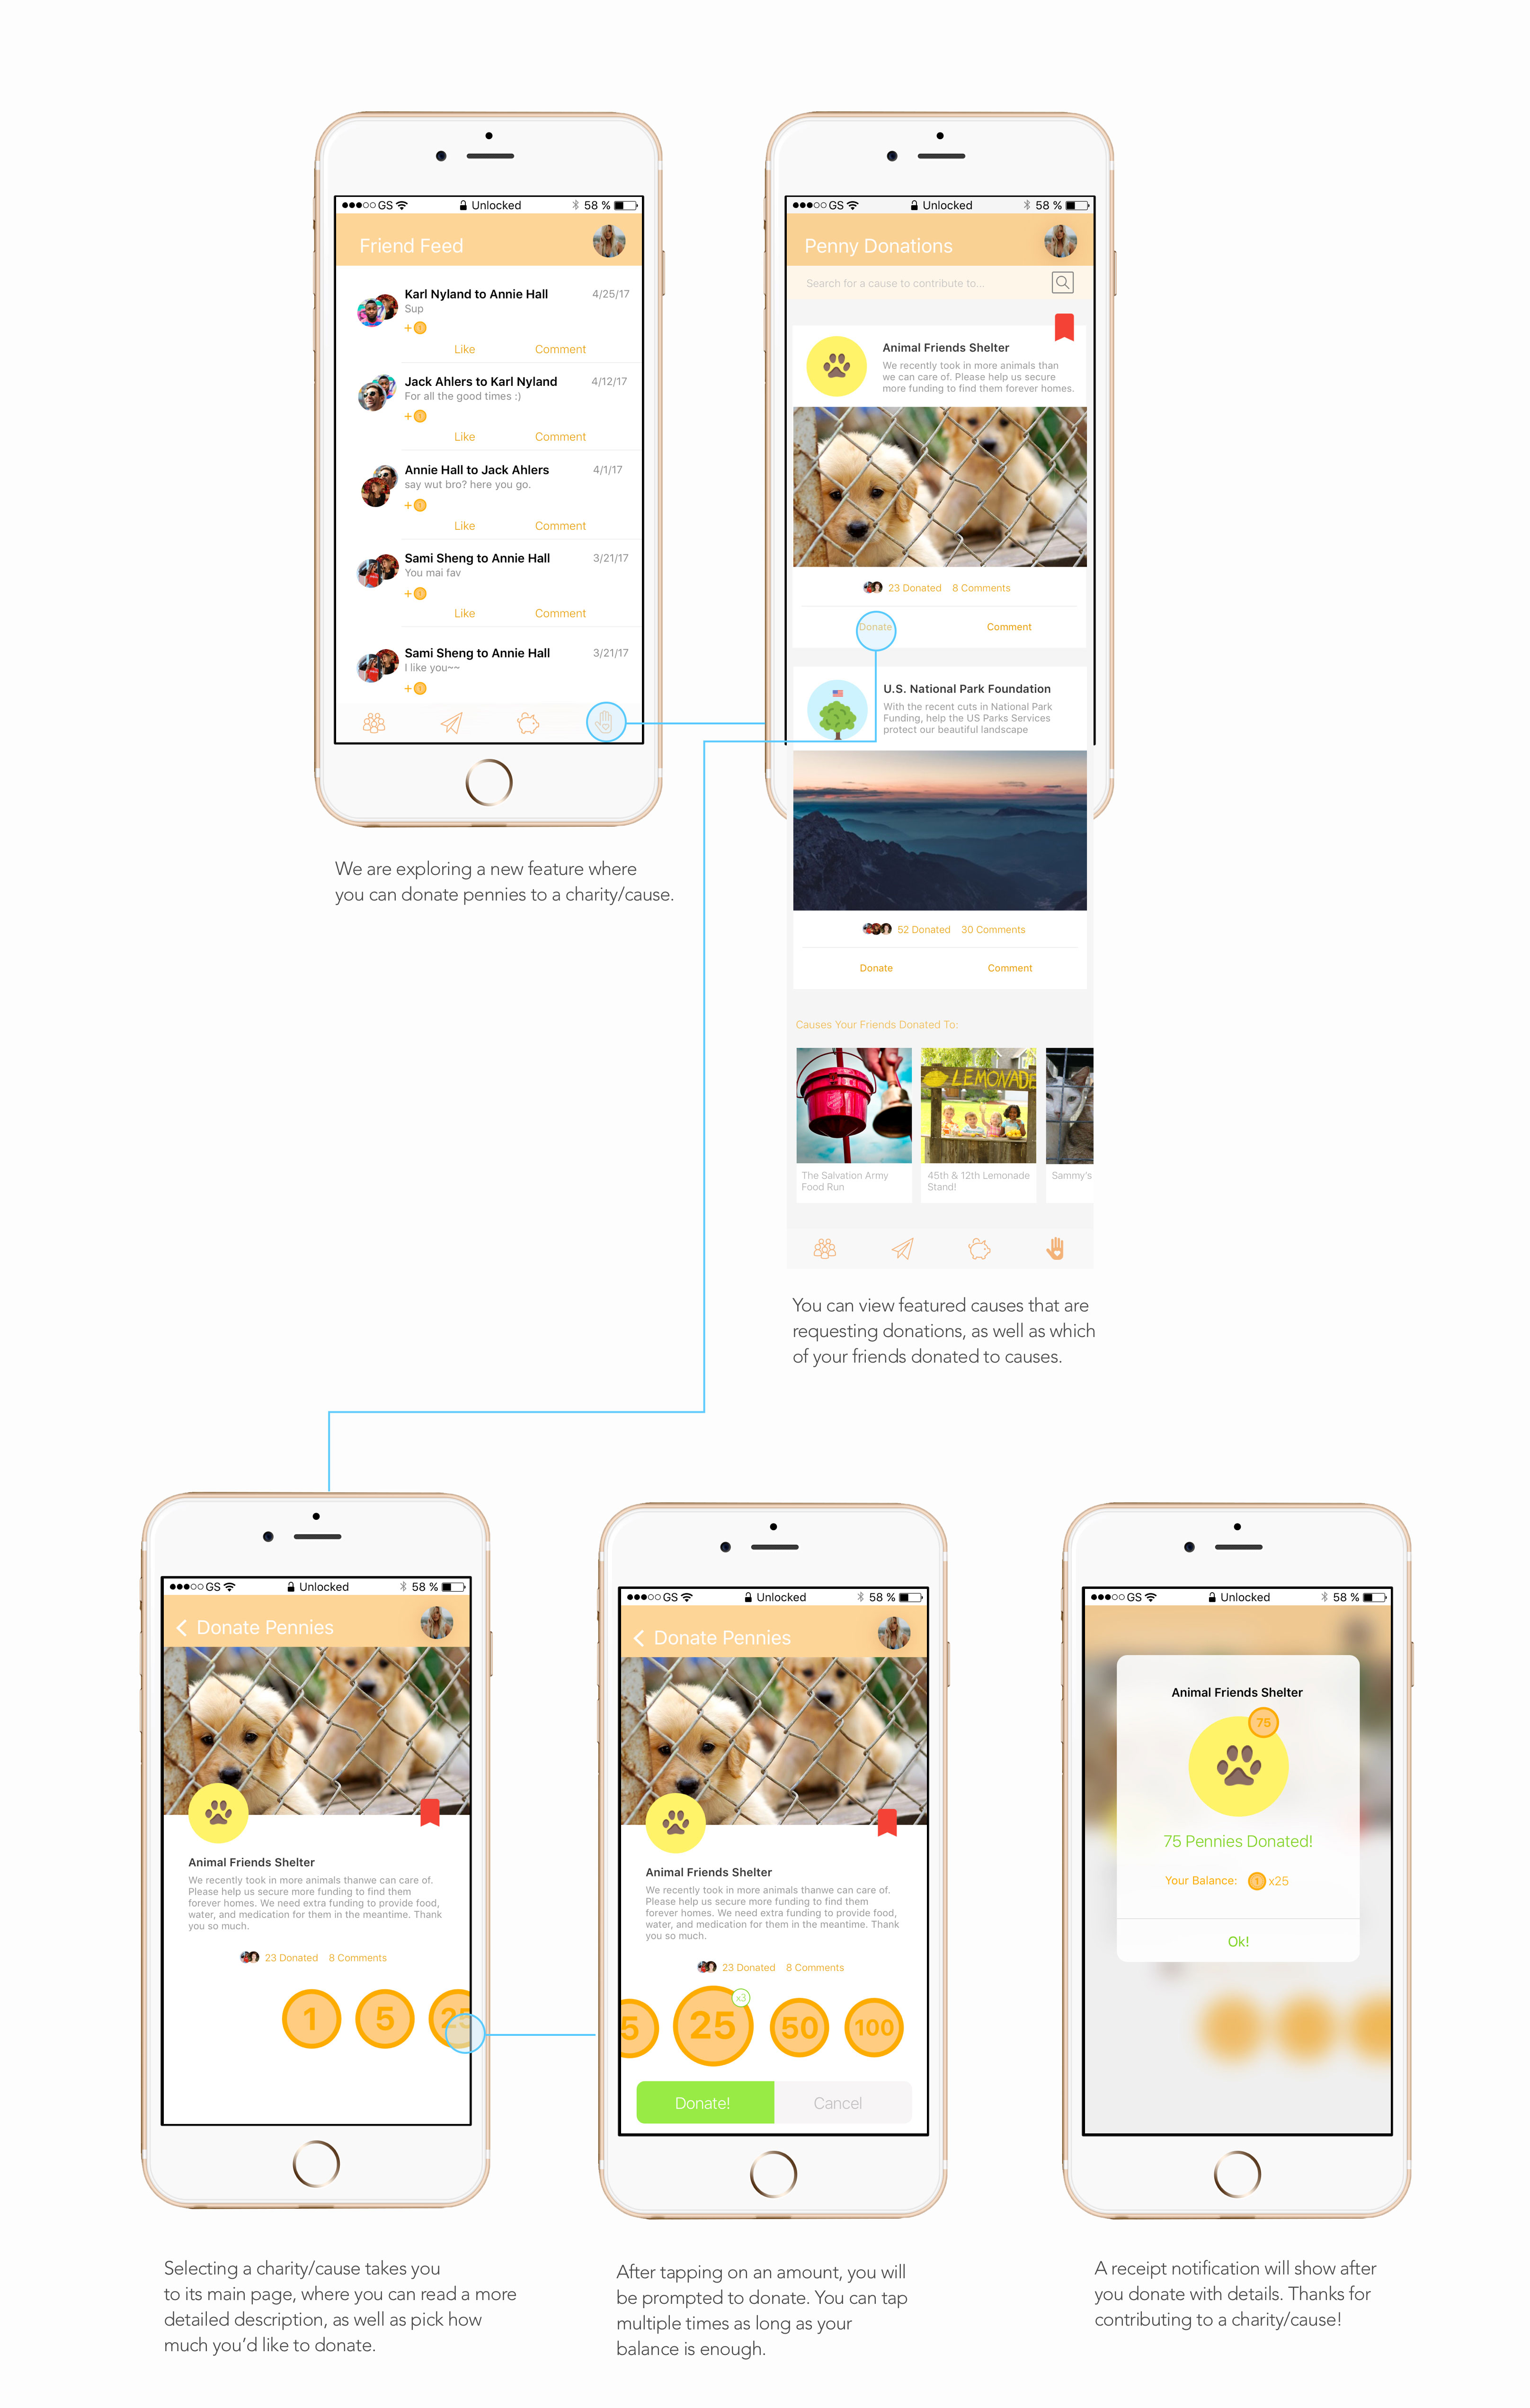 GS Unlocked 58 %
Friend Feed
Karl Nyland to Annie Hall 4/25/17
Sup
+ 1
Like Comment
Jack Ahlers to Karl Nyland 4/12/17
For all the good times :)
+ 1
Like Comment
Annie Hall to Jack Ahlers 4/1/17
say wut bro? here you go.
+ 1
Like Comment
Sami Sheng to Annie Hall 3/21/17
You mai fav
+ 1
Like Comment
Sami Sheng to Annie Hall 3/21/17
I like you~~
+ 1
We are exploring a new feature where
you can donate pennies to a charity/cause.
GS Unlocked 58 %
Penny Donations
Search for a cause to contribute to...
Animal Friends Shelter
We recently took in more animals than
we can care of. Please help us secure
more funding to find them forever homes.
23 Donated 8 Comments
Donate Comment
U.S. National Park Foundation
With the recent cuts in National Park
Funding, help the US Parks Services
protect our beautiful landscape
52 Donated 30 Comments
Donate Comment
Causes Your Friends Donated To:
LEMONADE
The Salvation Army
Food Run
45th & 12th Lemonade
Stand!
Sammy's
You can view featured causes that are
requesting donations, as well as which
of your friends donated to causes.
GS Unlocked 58 %
Donate Pennies
Animal Friends Shelter
We recently took in more animals thanwe can care of.
Please help us secure more funding to find them
forever homes. We need extra funding to provide food,
water, and medication for them in the meantime. Thank
you so much.
23 Donated 8 Comments
1 5 25
Selecting a charity/cause takes you
to its main page, where you can read a more
detailed description, as well as pick how
much you'd like to donate.
GS Unlocked 58 %
Donate Pennies
Animal Friends Shelter
We recently took in more animals thanwe can care of.
Please help us secure more funding to find them
forever homes. We need extra funding to provide food,
water, and medication for them in the meantime. Thank
you so much.
23 Donated 8 Comments
x3
5 25 50 100
Donate! Cancel
After tapping on an amount, you will
be prompted to donate. You can tap
multiple times as long as your
balance is enough.
GS Unlocked 58 %
Animal Friends Shelter
75
75 Pennies Donated!
Your Balance: 1 x25
Ok!
A receipt notification will show after
you donate with details. Thanks for
contributing to a charity/cause!